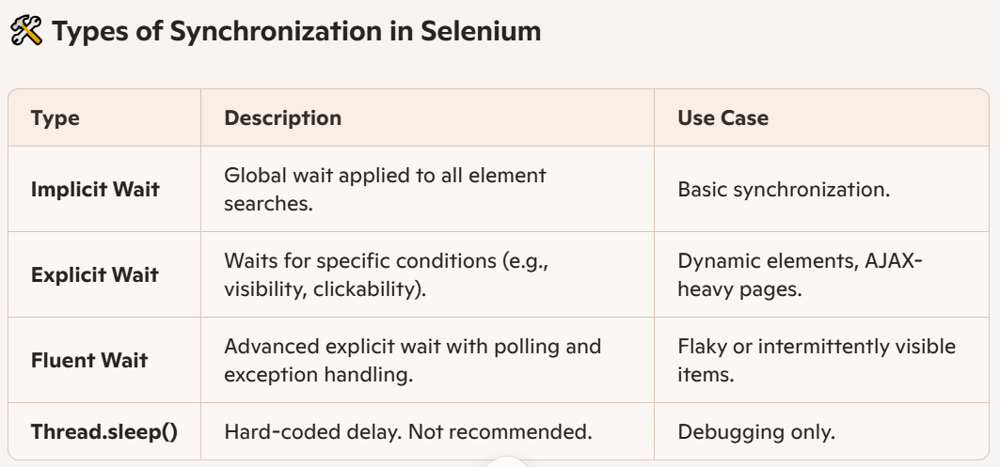 🛠 Types of Synchronization in Selenium
Type
Description
Use Case
Implicit Wait
Global wait applied to all element
searches.
Basic synchronization.
Explicit Wait
Waits for specific conditions (e.g.,
visibility, clickability).
Dynamic elements, AJAX-
heavy pages.
Fluent Wait
Advanced explicit wait with polling and
exception handling.
Flaky or intermittently visible
items.
Thread.sleep()
Hard-coded delay. Not recommended.
Debugging only.